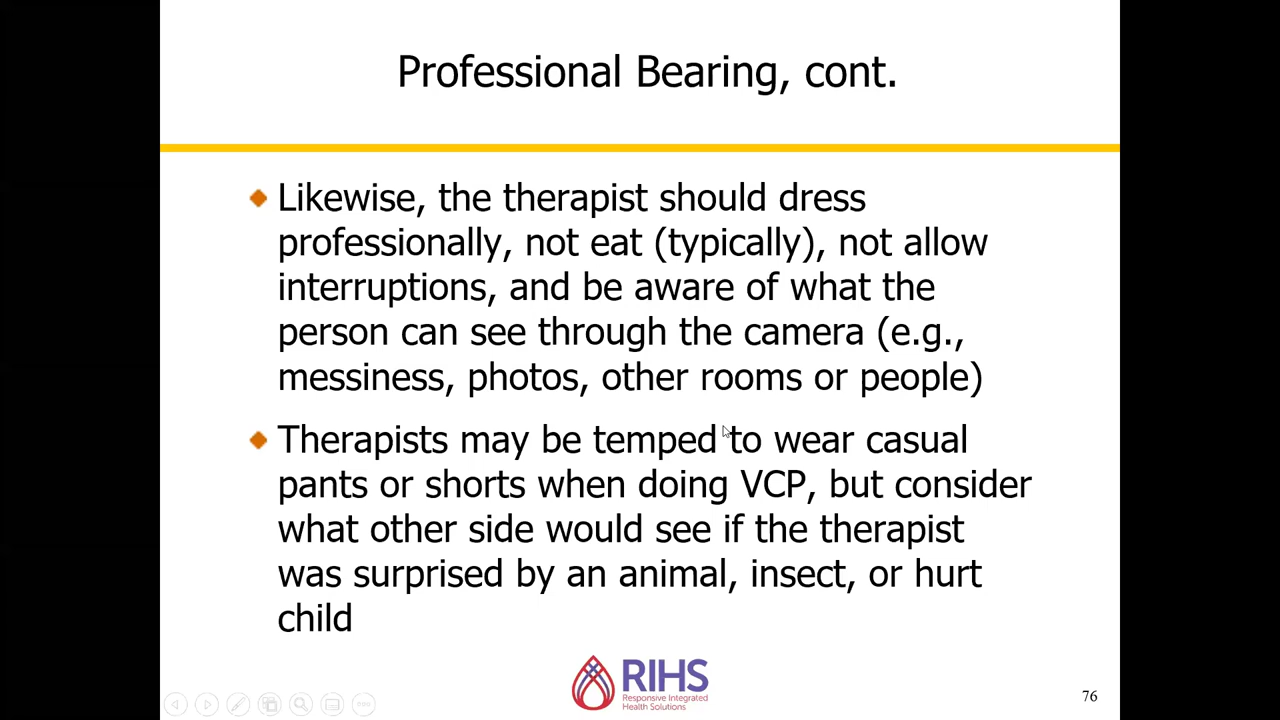 Professional Bearing, cont.
Likewise, the therapist should dress
professionally, not eat (typically), not allow
interruptions, and be aware of what the
person can see through the camera (e.g.,
messiness, photos, other rooms or people)
Therapists may be temped to wear casual
pants or shorts when doing VCP, but consider
what other side would see if the therapist
was surprised by an animal, insect, or hurt
child
RIHS
Responsive Integrated
Health Solutions
76